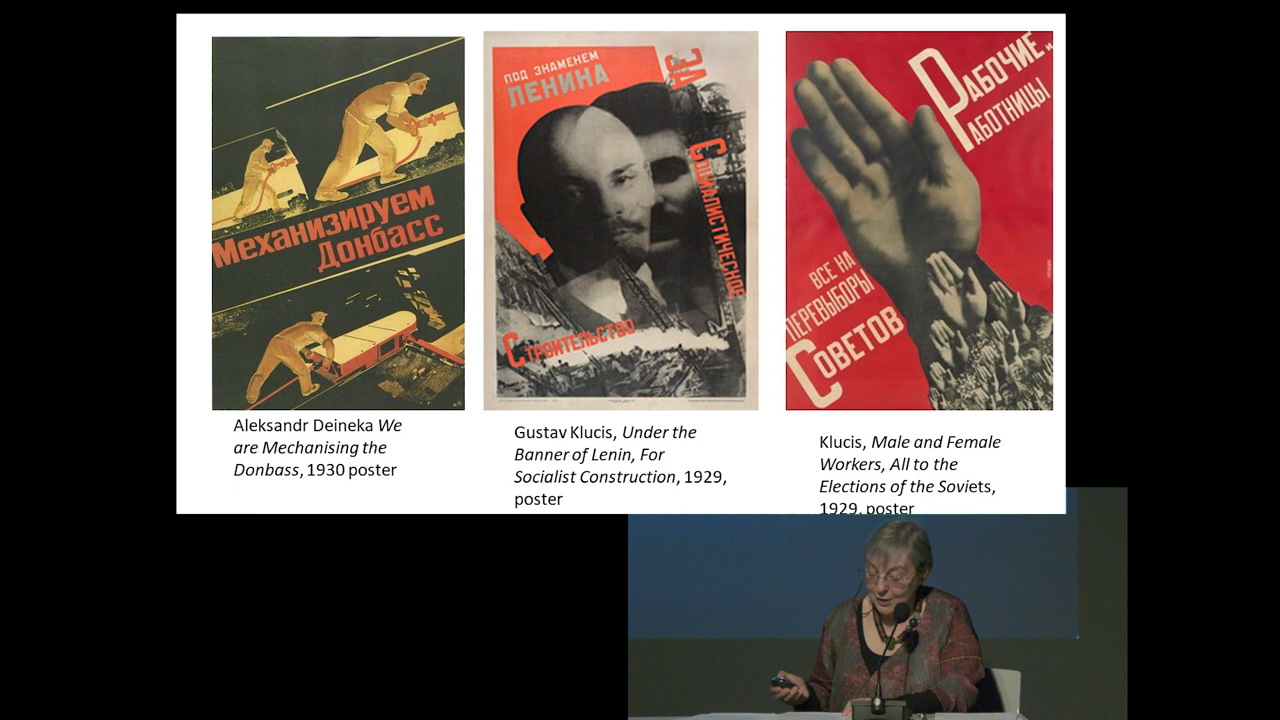 Механизируем
Донбасс
Aleksandr Deineka We
are Mechanising the
Donbass, 1930 poster
ПОД ЗНАМЕНЕМ
ЛЕНИНА
ЗА
СОЦИАЛИСТИЧЕСКОЕ
СТРОИТЕЛЬСТВО
Gustav Klucis, Under the
Banner of Lenin, For
Socialist Construction, 1929,
poster
РАБОЧИЕ и
РАБОТНИЦЫ
ВСЕ НА
ПЕРЕВЫБОРЫ
СОВЕТОВ
Klucis, Male and Female
Workers, All to the
Elections of the Soviets,
1929, poster